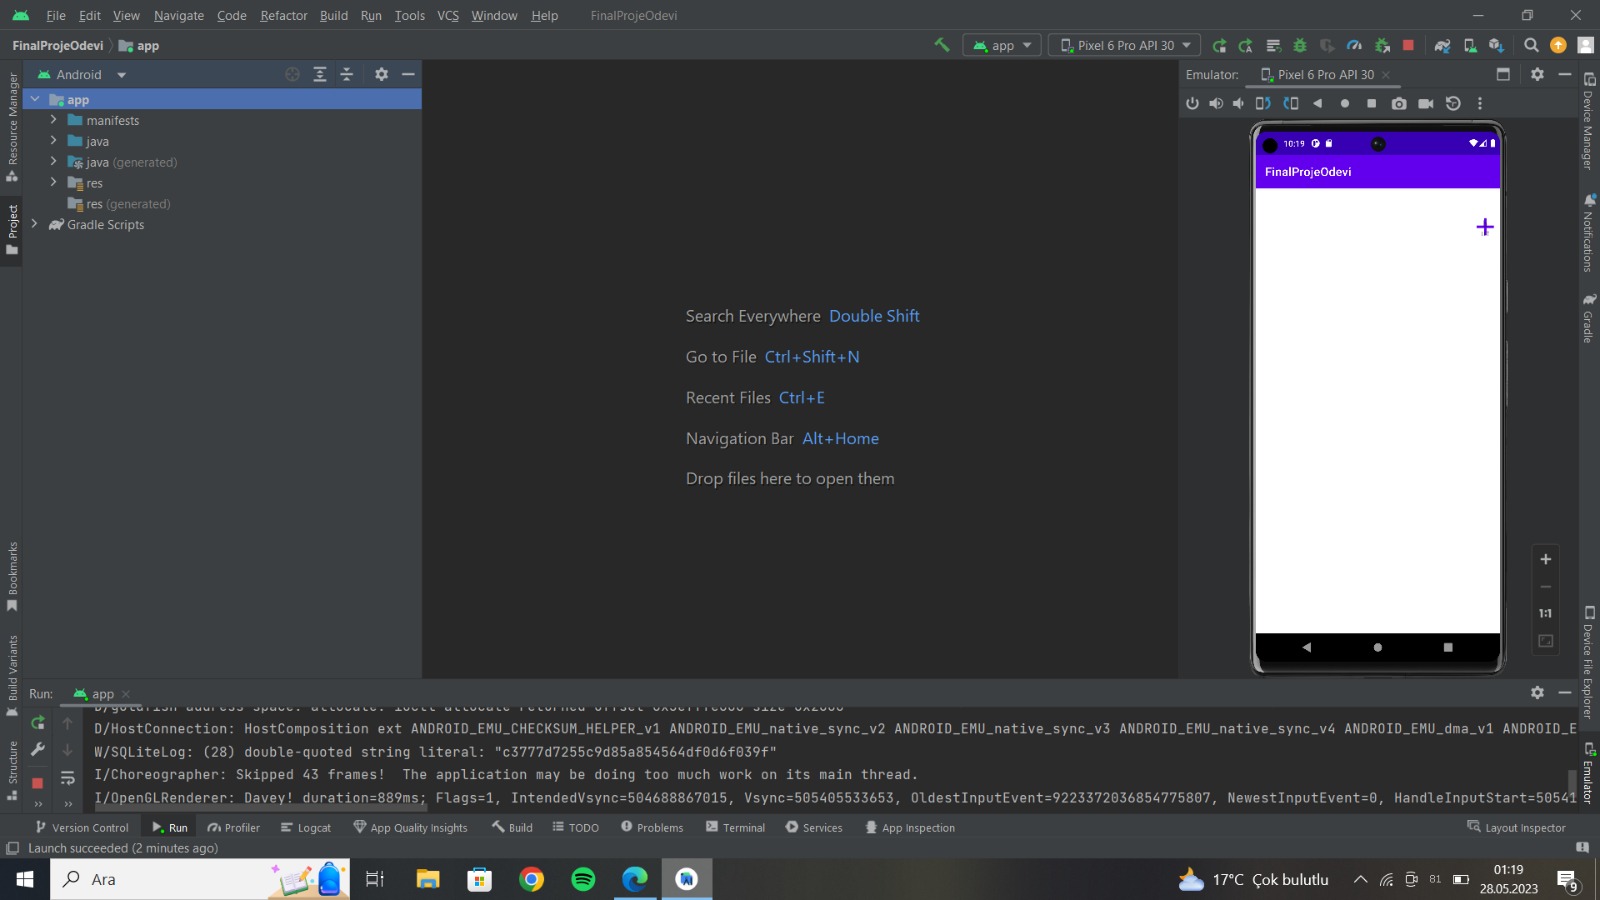 File Edit View Navigate Code Refactor Build Run Tools VCS Window Help FinalProjeOdevi
FinalProjeOdevi app
app Pixel 6 Pro API 30
Android
Emulator: Pixel 6 Pro API 30
app
manifests
java
java (generated)
res
res (generated)
Gradle Scripts
Resource Manager
Project
Bookmarks
Build Variants
Structure
Search Everywhere Double Shift
Go to File Ctrl+Shift+N
Recent Files Ctrl+E
Navigation Bar Alt+Home
Drop files here to open them
10:19
FinalProjeOdevi
+
1:1
Device Manager
Notifications
Gradle
Device File Explorer
Emulator
Run: app
D/HostConnection: HostComposition ext ANDROID_EMU_CHECKSUM_HELPER_v1 ANDROID_EMU_native_sync_v2 ANDROID_EMU_native_sync_v3 ANDROID_EMU_native_sync_v4 ANDROID_EMU_dma_v1 ANDROID_E
W/SQLiteLog: (28) double-quoted string literal: "c3777d7255c9d85a854564df0d6f039f"
I/Choreographer: Skipped 43 frames!  The application may be doing too much work on its main thread.
I/OpenGLRenderer: Davey! duration=889ms; Flags=1, IntendedVsync=504688867015, Vsync=505405533653, OldestInputEvent=9223372036854775807, NewestInputEvent=0, HandleInputStart=50541
Version Control Run Profiler Logcat App Quality Insights Build TODO Problems Terminal Services App Inspection Layout Inspector
Launch succeeded (2 minutes ago)
Ara
17°C Çok bulutlu
81
01:19
28.05.2023
9